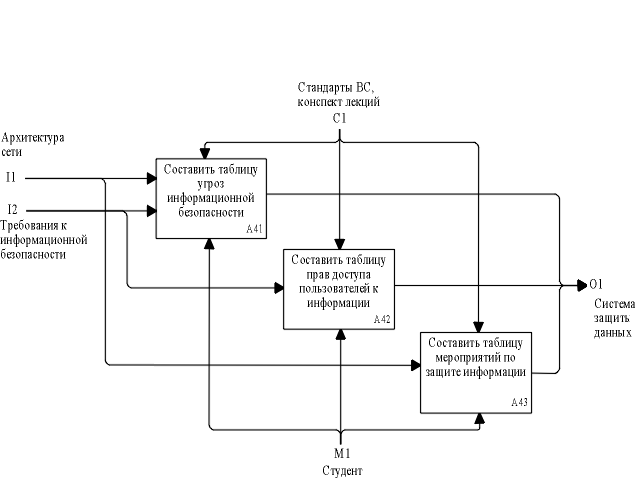 Стандарты ВС,
конспект лекций
C1
Архитектура
сети
I1
I2
Требования к
информационной
безопасности
Составить таблицу
угроз
информационной
безопасности
A41
Составить таблицу
прав доступа
пользователей к
информации
A42
O1
Система
защить
данных
Составить таблицу
мероприятий по
защите информации
A43
M1
Студент